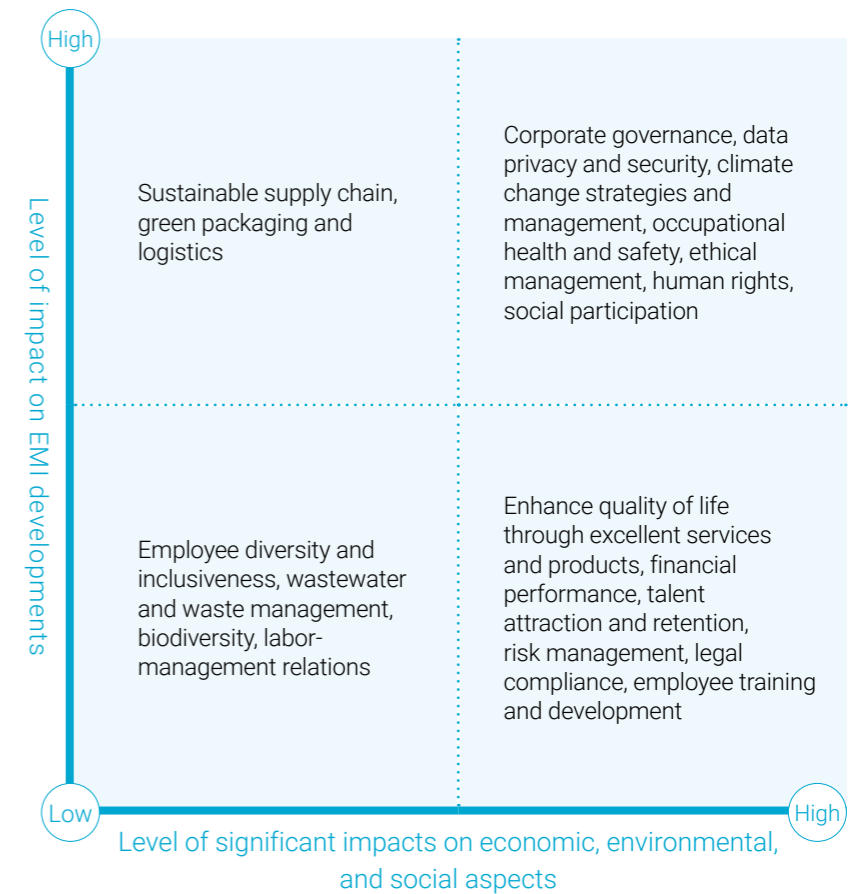 High
Level of impact on EMI developments
Sustainable supply chain,
green packaging and
logistics
Corporate governance, data
privacy and security, climate
change strategies and
management, occupational
health and safety, ethical
management, human rights,
social participation
Employee diversity and
inclusiveness, wastewater
and waste management,
biodiversity, labor-
management relations
Enhance quality of life
through excellent services
and products, financial
performance, talent
attraction and retention,
risk management, legal
compliance, employee training
and development
Low
High
Level of significant impacts on economic, environmental,
and social aspects